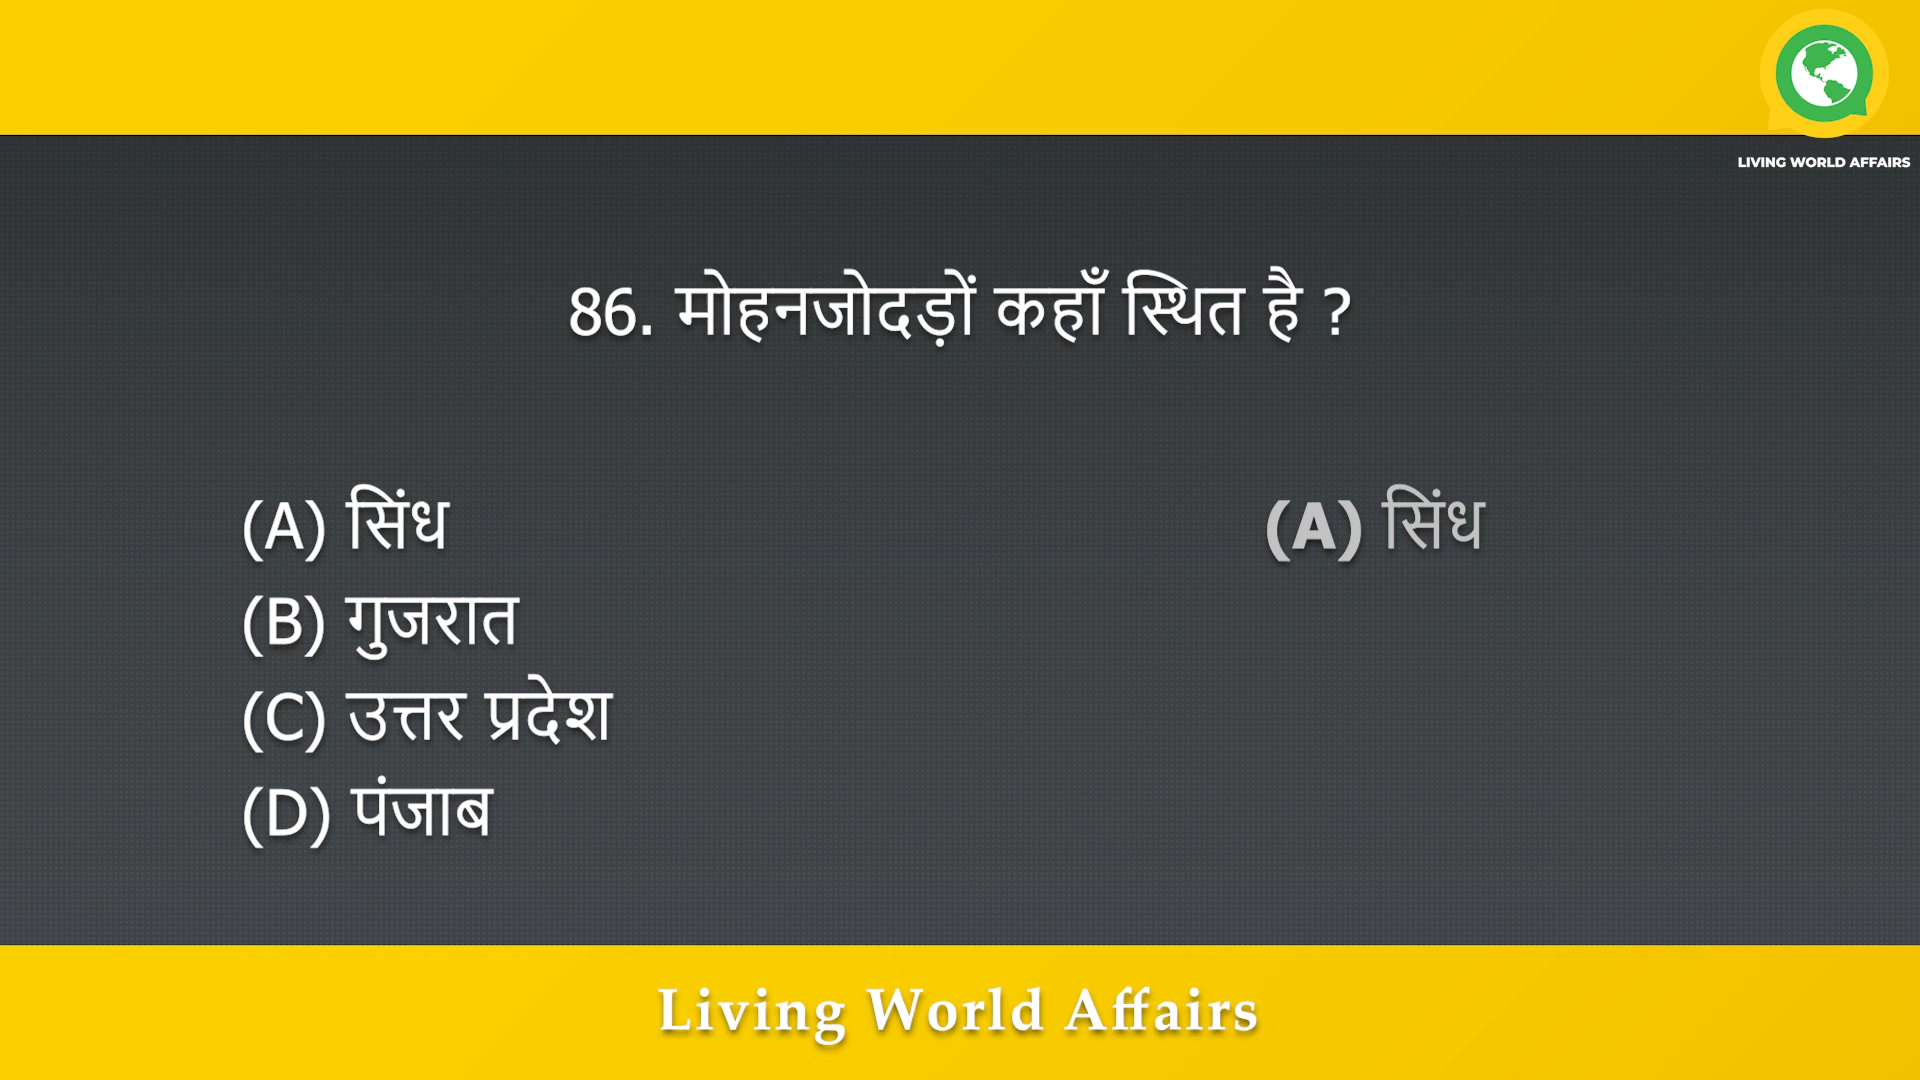 LIVING WORLD AFFAIRS
86. मोहनजोदड़ों कहाँ स्थित है ?
(A) सिंध
(B) गुजरात
(C) उत्तर प्रदेश
(D) पंजाब
(A) सिंध
Living World Affairs